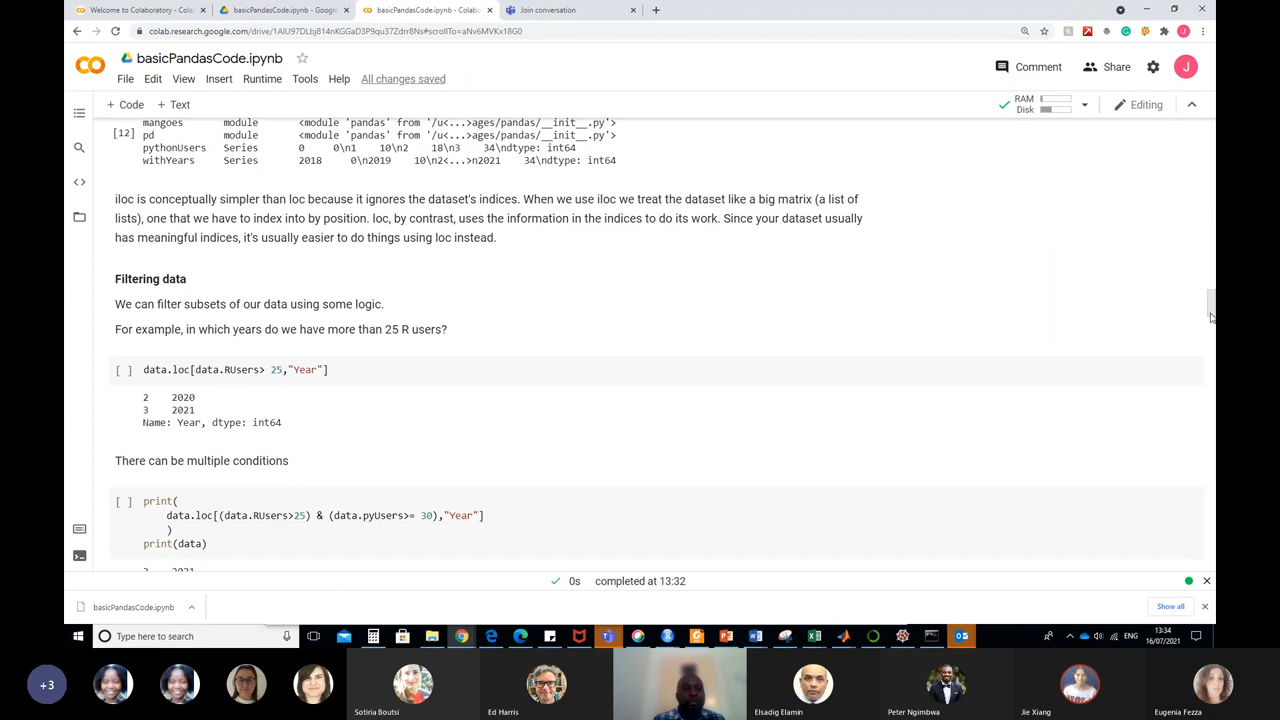 Welcome to Colaboratory - Cola
basicPandasCode.ipynb - Google
basicPandasCode.ipynb - Colabo
Join conversation
colab.research.google.com/drive/1AlU97DLbj814nKGGaD3P9qu37Zdrr8Ns#scrollTo=aNv6MVKx18G0
basicPandasCode.ipynb
Comment
Share
J
File Edit View Insert Runtime Tools Help All changes saved
+ Code + Text
RAM
Disk
Editing
mangoes module <module 'pandas' from '/u<...>ages/pandas/__init__.py'>
[12] pd module <module 'pandas' from '/u<...>ages/pandas/__init__.py'>
pythonUsers Series 0 0\n1 10\n2 18\n3 34\ndtype: int64
withYears Series 2018 0\n2019 10\n2<...>n2021 34\ndtype: int64
iloc is conceptually simpler than loc because it ignores the dataset's indices. When we use iloc we treat the dataset like a big matrix (a list of
lists), one that we have to index into by position. loc, by contrast, uses the information in the indices to do its work. Since your dataset usually
has meaningful indices, it's usually easier to do things using loc instead.
Filtering data
We can filter subsets of our data using some logic.
For example, in which years do we have more than 25 R users?
[ ] data.loc[data.RUsers> 25,"Year"]
2 2020
3 2021
Name: Year, dtype: int64
There can be multiple conditions
[ ] print(
data.loc[(data.RUsers>25) & (data.pyUsers>= 30),"Year"]
)
print(data)
3 2021
0s completed at 13:32
basicPandasCode.ipynb
Show all
Type here to search
ENG
13:34
16/07/2021
+3
Sotiria Boutsi
Ed Harris
Elsadig Elamin
Peter Ngimbwa
Jie Xiang
Eugenia Fezza